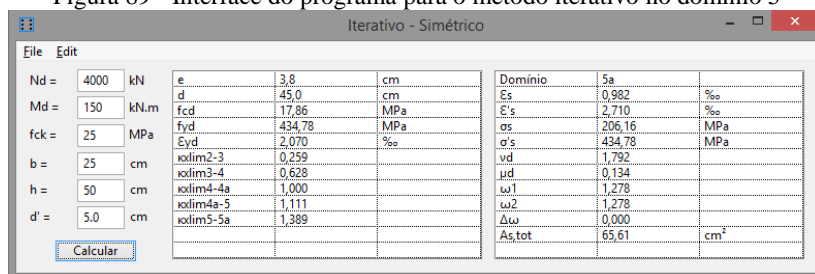 Figura 89 - Interface do programa para o método iterativo no domínio 5
Iterativo - Simétrico
File Edit
Nd = 4000 kN
Md = 150 kN.m
fck = 25 MPa
b = 25 cm
h = 50 cm
d' = 5.0 cm
Calcular
e 3,8 cm
d 45,0 cm
fcd 17,86 MPa
fyd 434,78 MPa
Ɛyd 2,070 ‰
κxlim2-3 0,259
κxlim3-4 0,628
κxlim4-4a 1,000
κxlim4a-5 1,111
κxlim5-5a 1,389
Domínio 5a
Ɛs 0,982 ‰
Ɛ's 2,710 ‰
σs 206,16 MPa
σ's 434,78 MPa
νd 1,792
μd 0,134
ω1 1,278
ω2 1,278
Δω 0,000
As,tot 65,61 cm²